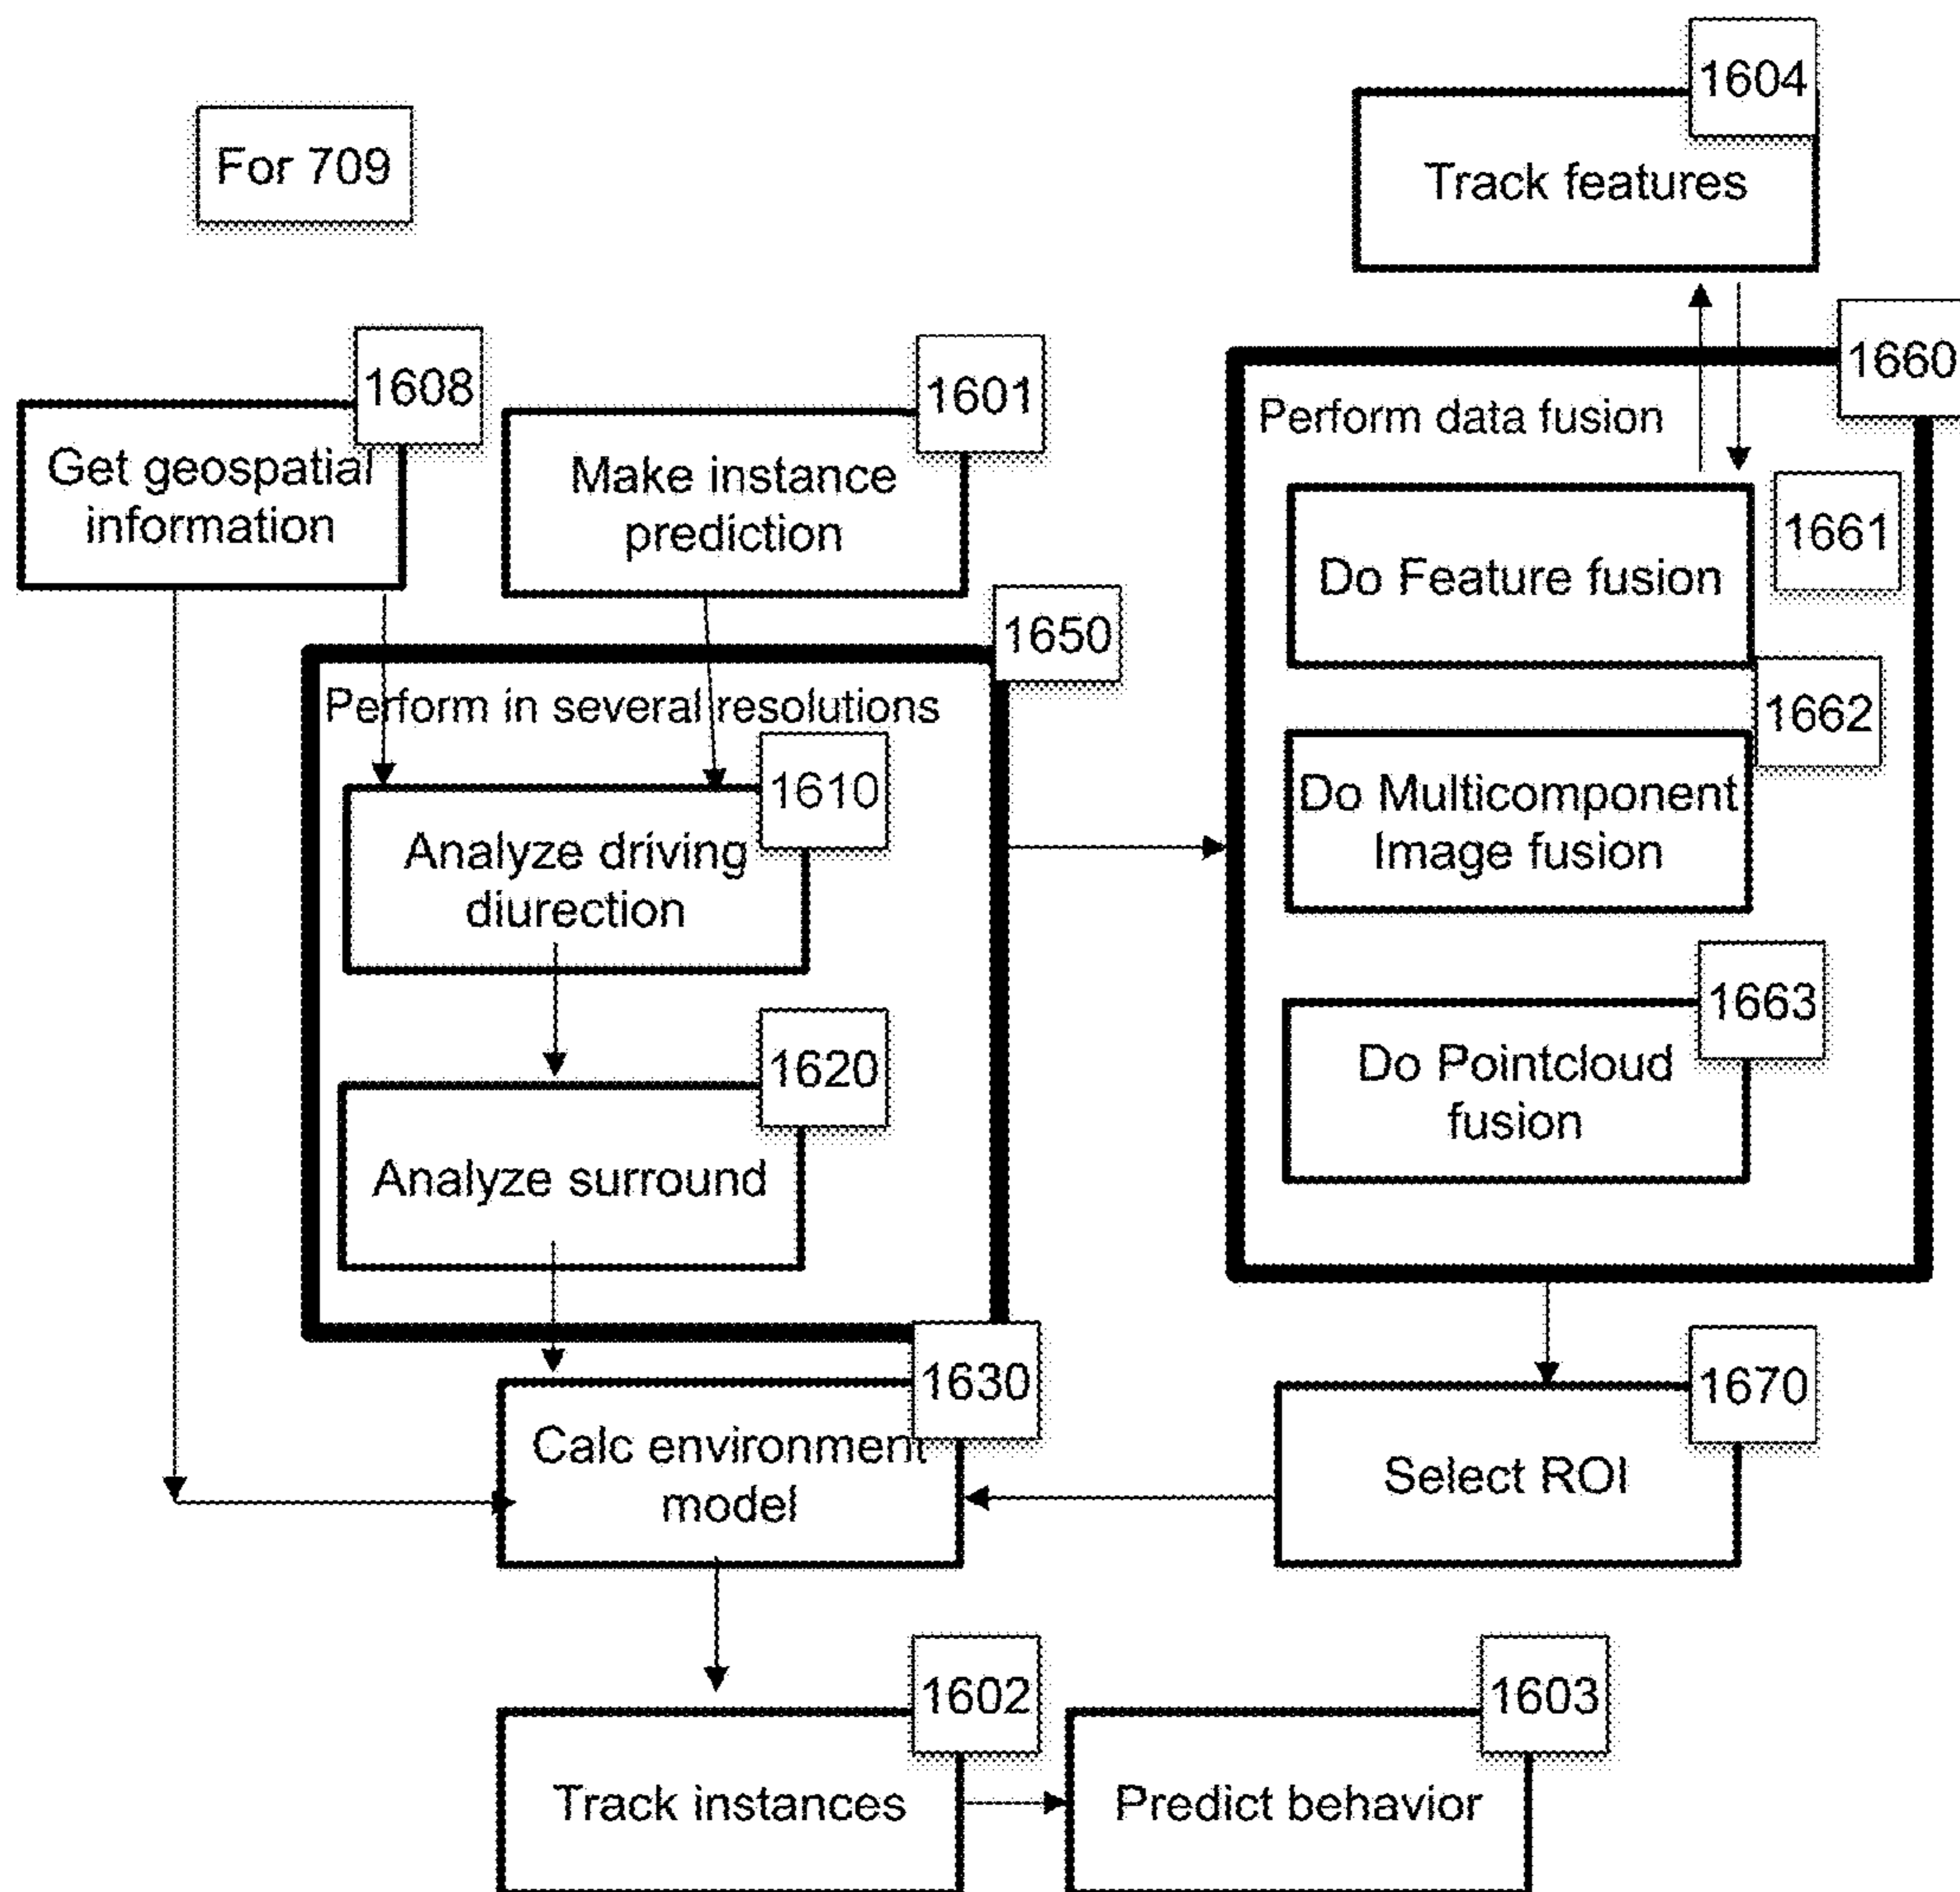 1604
For 709
Track features
1608
1601
1660
Get geospatial
information
Make instance
prediction
Perform data fusion
1661
Do Feature fusion
1650
Perform in several resolutions
1662
1610
Do Multicomponent
Image fusion
Analyze driving
diurection
1663
1620
Do Pointcloud
fusion
Analyze surround
1630
1670
Calc environment
model
Select ROI
1602
1603
Track instances
Predict behavior